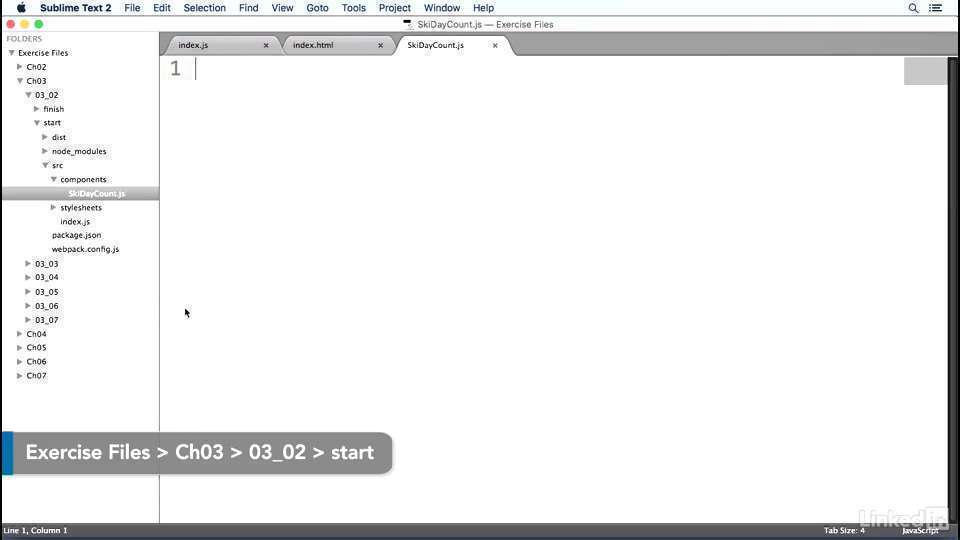 Sublime Text 2 File Edit Selection Find View Goto Tools Project Window Help
SkiDayCount.js — Exercise Files
FOLDERS
index.js × index.html × SkiDayCount.js ×
Exercise Files
Ch02
Ch03
03_02
finish
start
dist
node_modules
src
components
SkiDayCount.js
stylesheets
index.js
package.json
webpack.config.js
03_03
03_04
03_05
03_06
03_07
Ch04
Ch05
Ch06
Ch07
1
Exercise Files > Ch03 > 03_02 > start
Line 1, Column 1
Tab Size: 4
JavaScript
Linked in